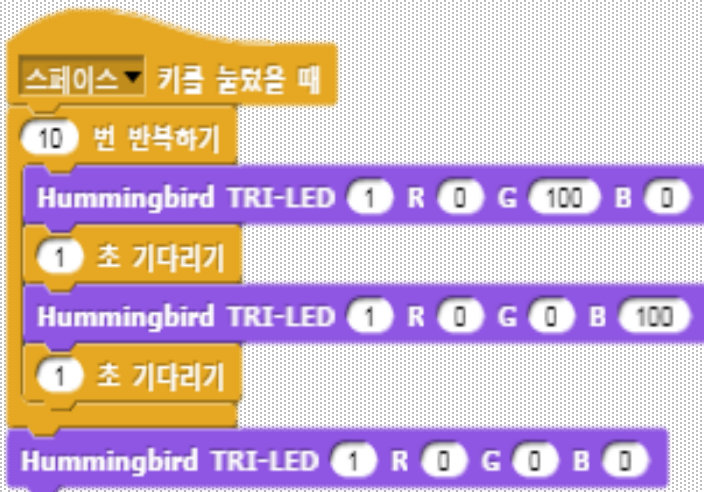 스페이스 키를 눌렀을 때
10 번 반복하기
Hummingbird TRI-LED 1 R 0 G 100 B 0
1 초 기다리기
Hummingbird TRI-LED 1 R 0 G 0 B 100
1 초 기다리기
Hummingbird TRI-LED 1 R 0 G 0 B 0